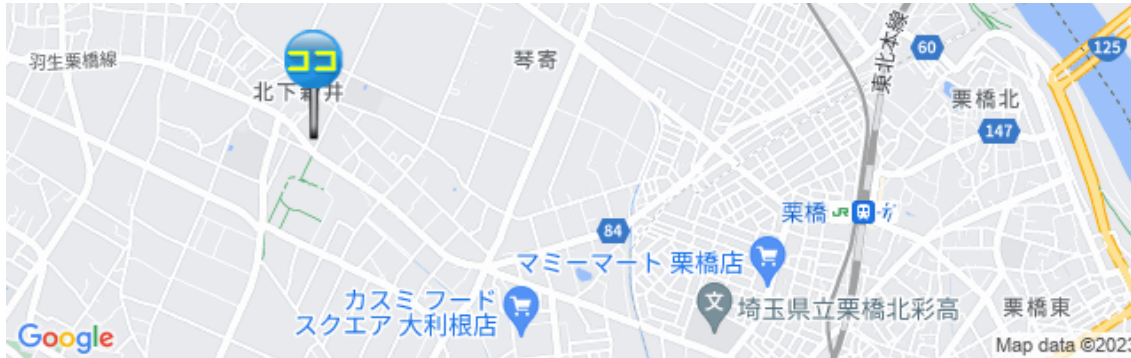 羽生栗橋線
ココ
北下新井
琴寄
東北本線
60
125
栗橋北
147
栗橋 JR
84
マミーマート 栗橋店
カスミ フード
スクエア 大利根店
文
埼玉県立栗橋北彩高
栗橋東
Google
Map data ©2023